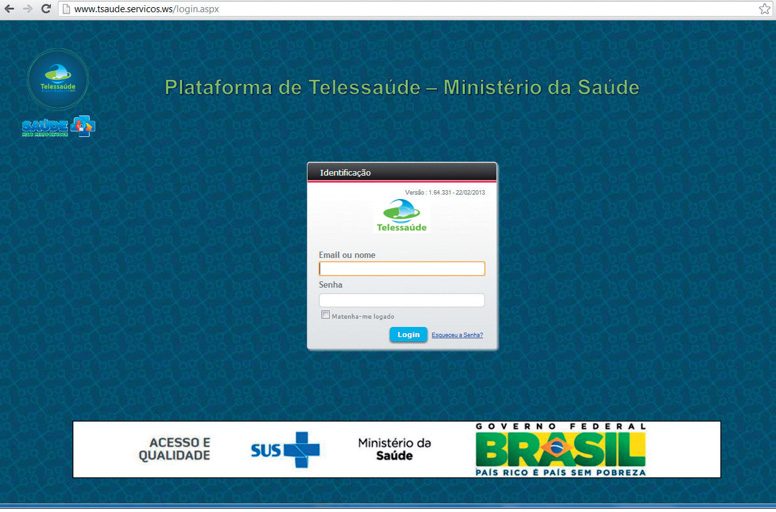 www.tsaude.servicos.ws/login.aspx
Telessaúde
Plataforma de Telessaúde – Ministério da Saúde
SAÚDE
Identificação
Versão : 1.64.331 - 22/02/2013
Telessaúde
Email ou nome
Senha
Matenha-me logado
Login Esqueceu a Senha?
ACESSO E
QUALIDADE
SUS
Ministério da
Saúde
GOVERNO FEDERAL
BRASIL
PAÍS RICO É PAÍS SEM POBREZA